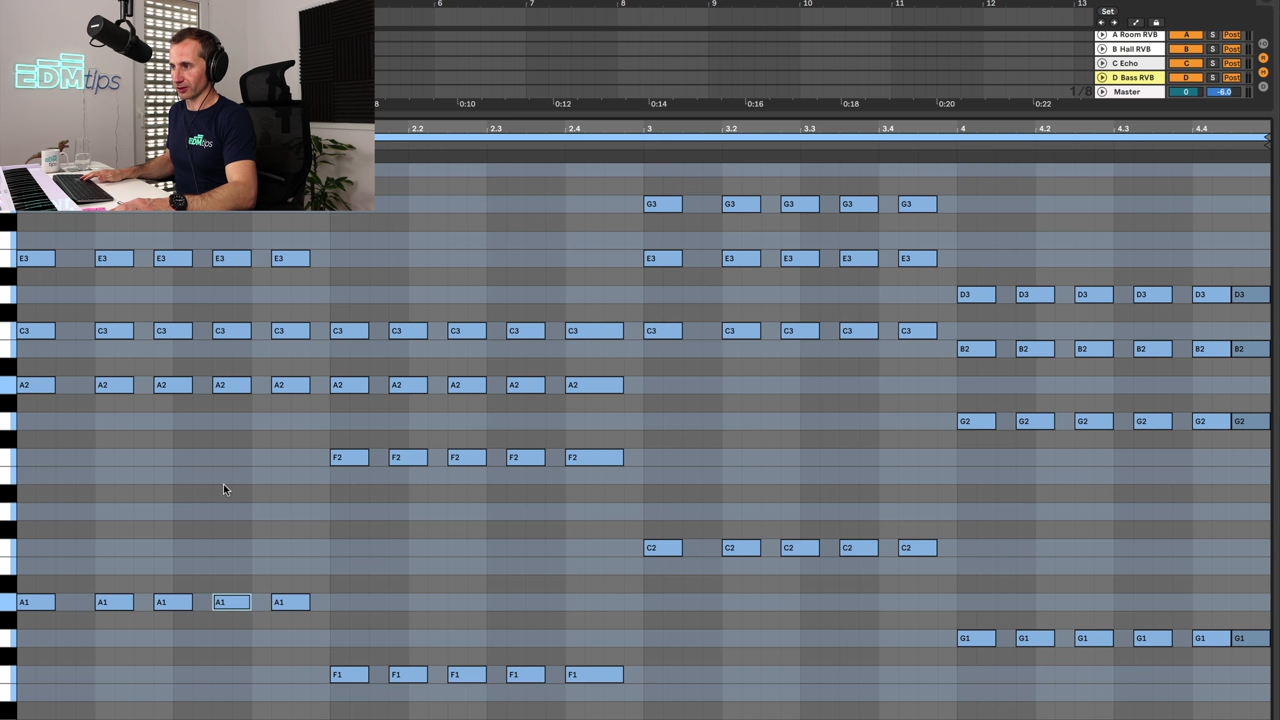 6 7 8 9 10 11 12 13
Set
A Room RVB A S Post
B Hall RVB B S Post
C Echo C S Post
D Bass RVB D S Post
1/8 Master 0 -6.0
8 0:10 0:12 0:14 0:16 0:18 0:20 0:22
2.2 2.3 2.4 3 3.2 3.3 3.4 4 4.2 4.3 4.4
EDMtips
EDMtips
G3 G3 G3 G3 G3
E3 E3 E3 E3 E3 E3 E3 E3 E3 E3
D3 D3 D3 D3 D3 D3
C3 C3 C3 C3 C3 C3 C3 C3 C3 C3 C3 C3 C3 C3 C3
B2 B2 B2 B2 B2 B2
A2 A2 A2 A2 A2 A2 A2 A2 A2 A2
G2 G2 G2 G2 G2 G2
F2 F2 F2 F2 F2
C2 C2 C2 C2 C2
A1 A1 A1 A1 A1
G1 G1 G1 G1 G1 G1
F1 F1 F1 F1 F1